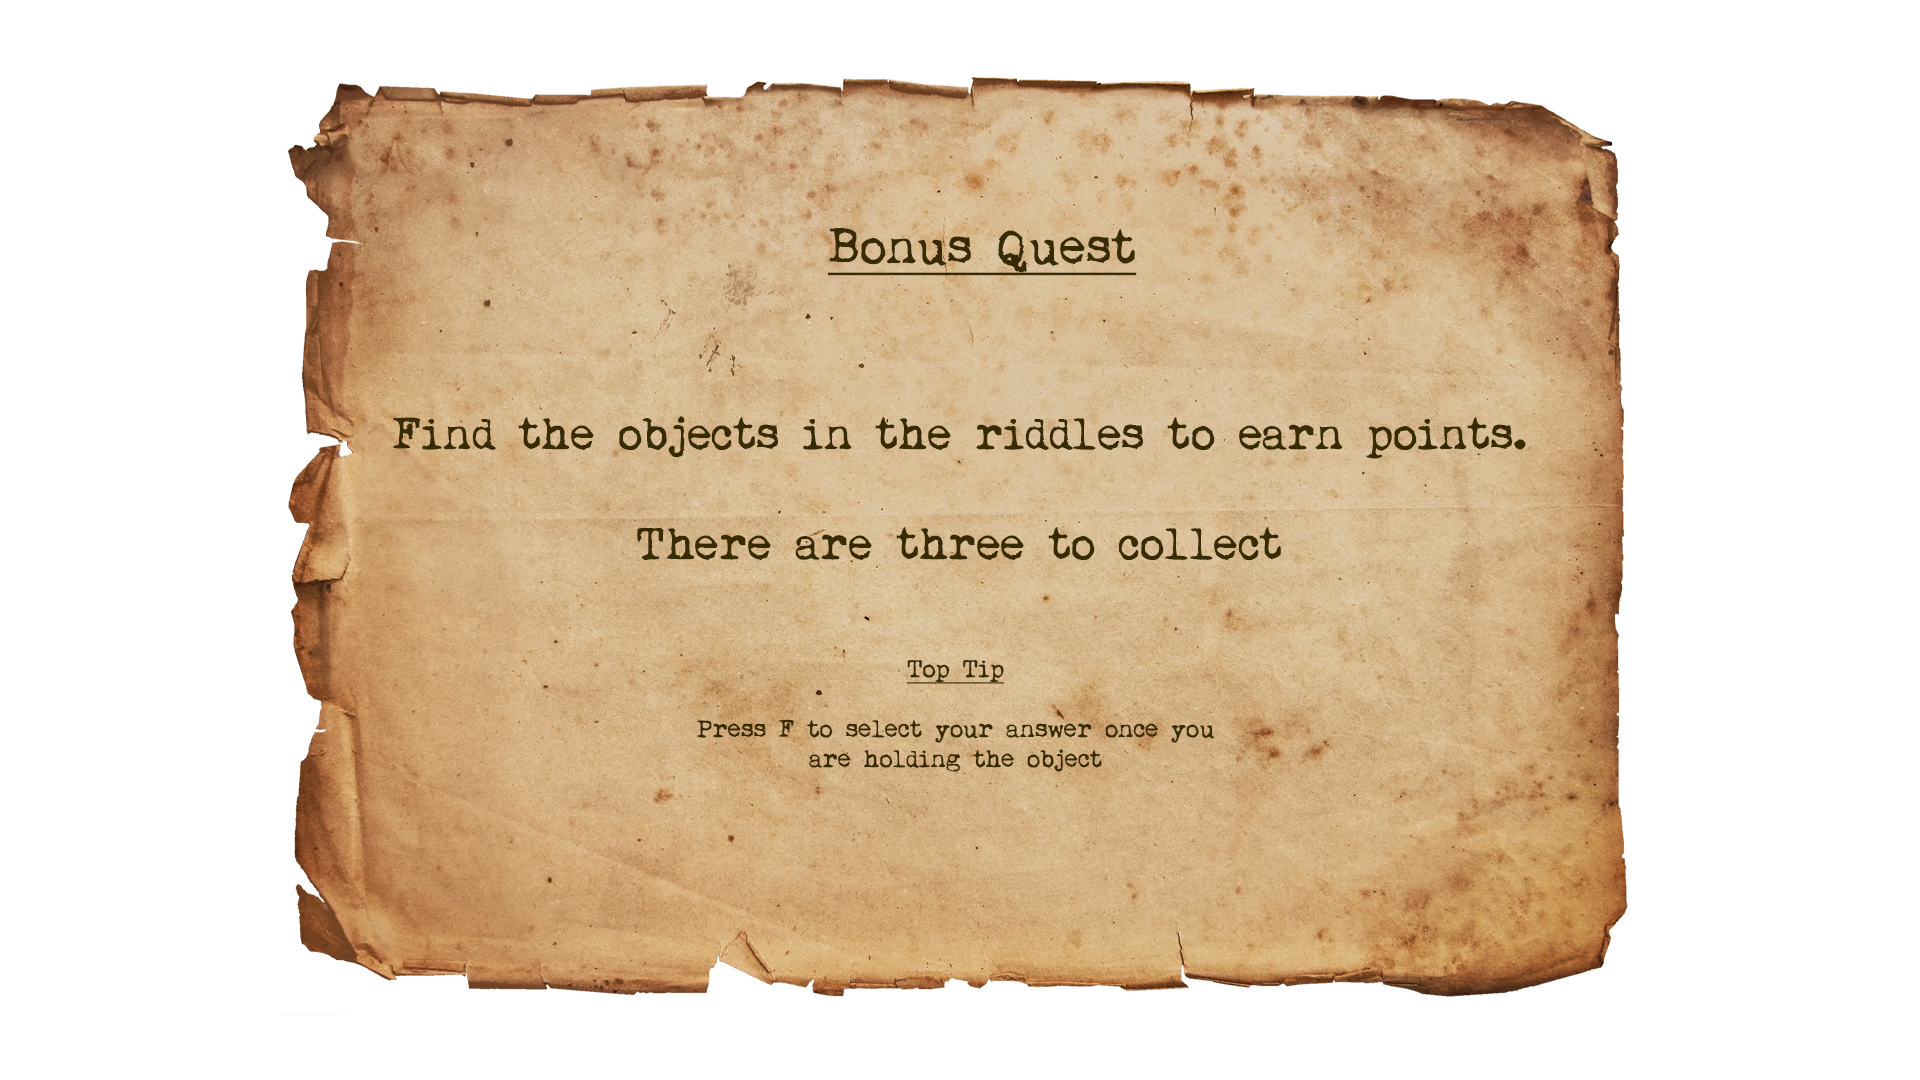 Bonus Quest
Find the objects in the riddles to earn points.
There are three to collect
Top Tip
Press F to select your answer once you
are holding the object